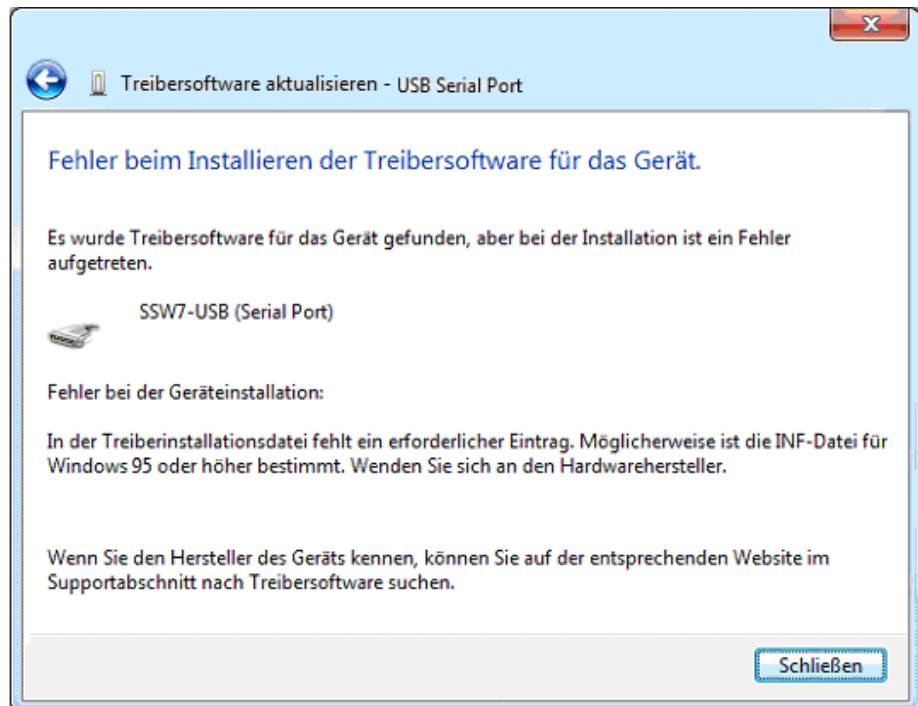 Treibersoftware aktualisieren - USB Serial Port
Fehler beim Installieren der Treibersoftware für das Gerät.
Es wurde Treibersoftware für das Gerät gefunden, aber bei der Installation ist ein Fehler
aufgetreten.
SSW7-USB (Serial Port)
Fehler bei der Geräteinstallation:
In der Treiberinstallationsdatei fehlt ein erforderlicher Eintrag. Möglicherweise ist die INF-Datei für
Windows 95 oder höher bestimmt. Wenden Sie sich an den Hardwarehersteller.
Wenn Sie den Hersteller des Geräts kennen, können Sie auf der entsprechenden Website im
Supportabschnitt nach Treibersoftware suchen.
Schließen